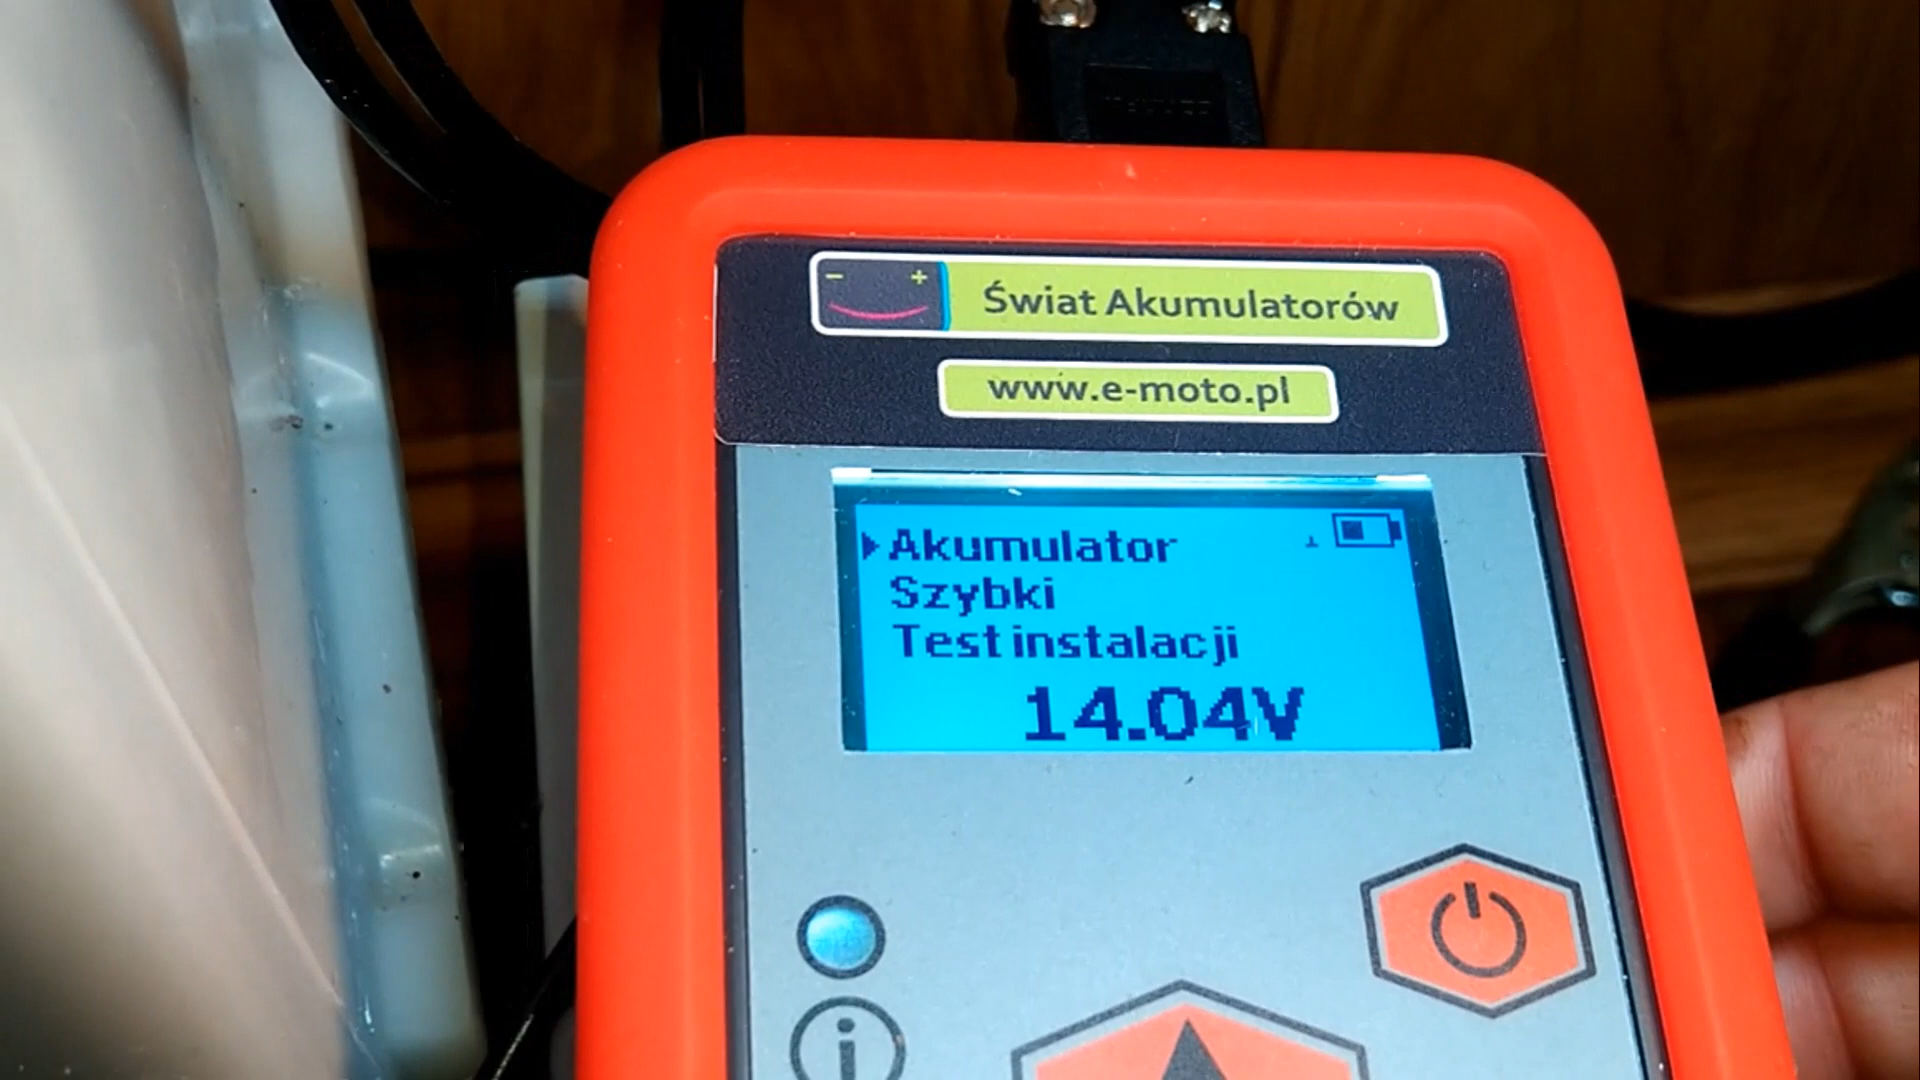 - +
Świat Akumulatorów
www.e-moto.pl
Akumulator
Szybki
Test instalacji
14.04V
i